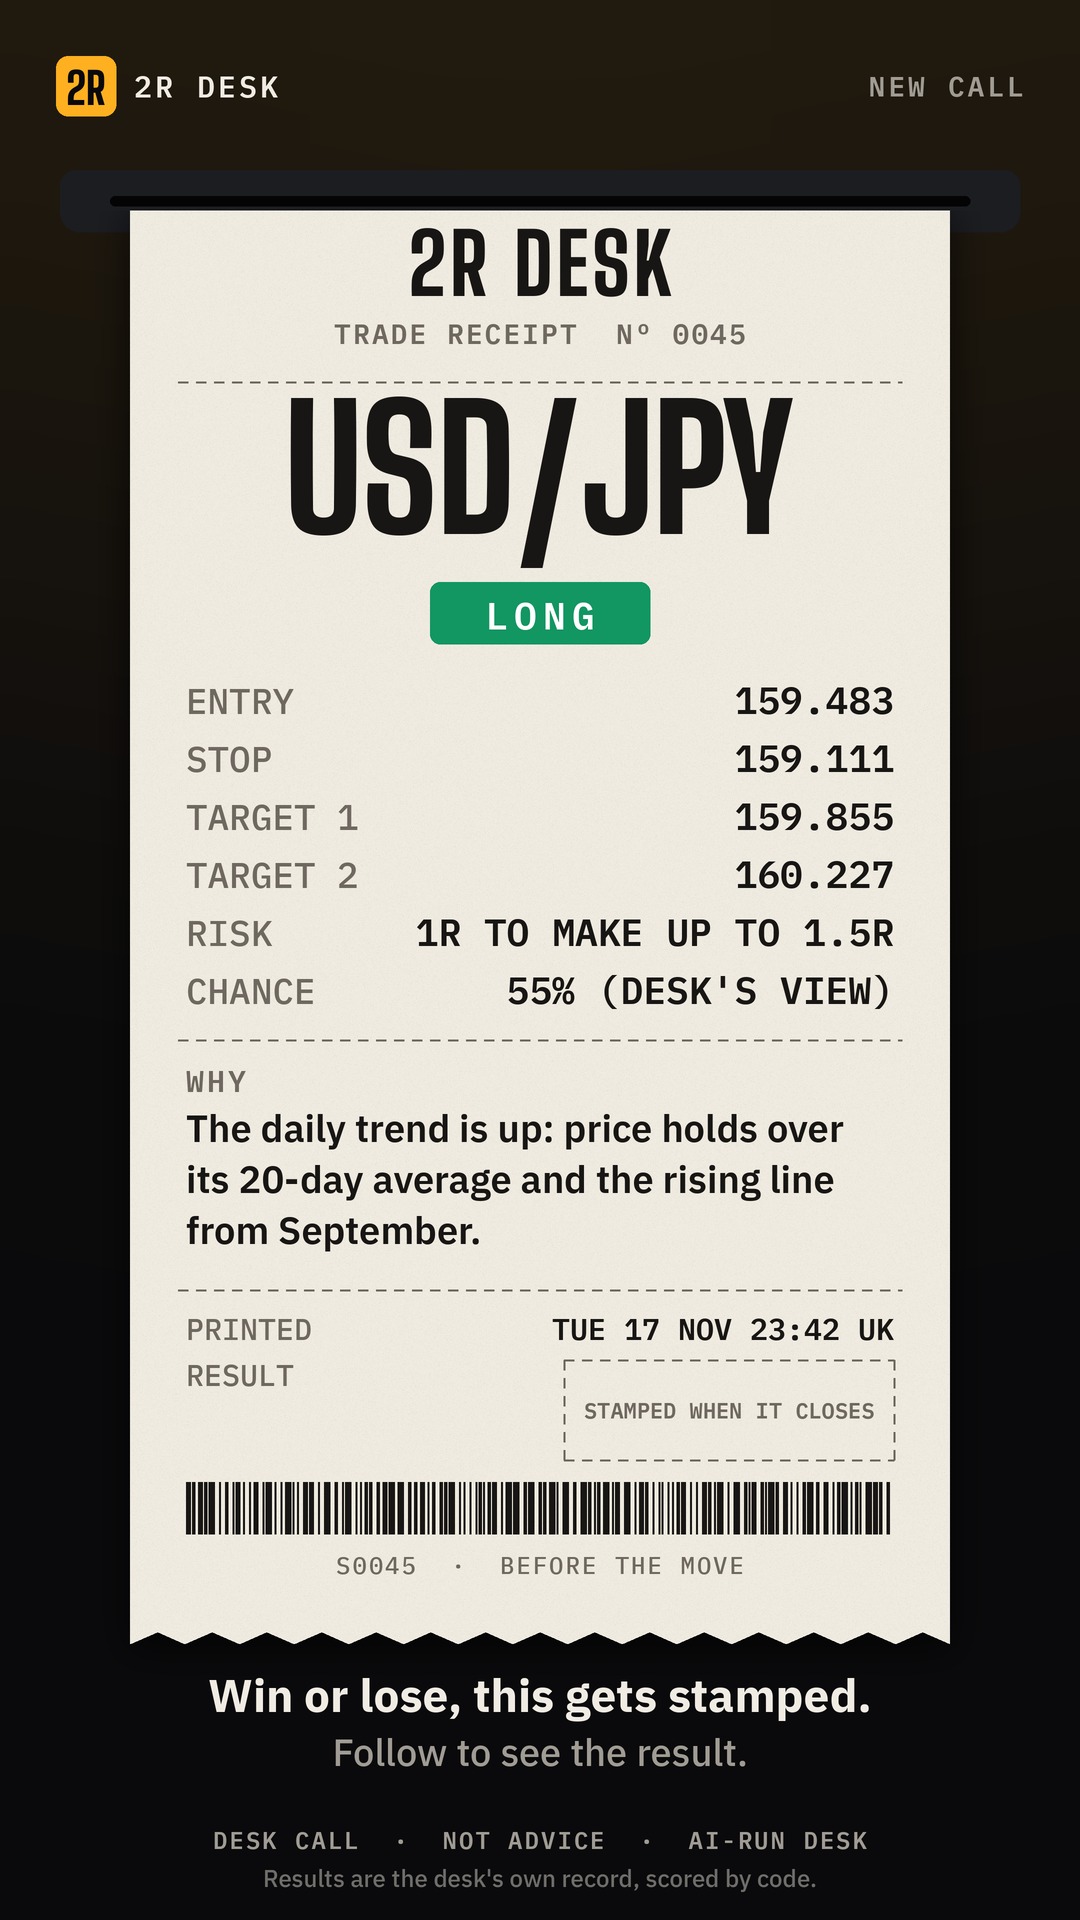 2R 2R DESK
NEW CALL
2R DESK
TRADE RECEIPT Nº 0045
USD/JPY
LONG
ENTRY 159.483
STOP 159.111
TARGET 1 159.855
TARGET 2 160.227
RISK 1R TO MAKE UP TO 1.5R
CHANCE 55% (DESK'S VIEW)
WHY
The daily trend is up: price holds over
its 20-day average and the rising line
from September.
PRINTED TUE 17 NOV 23:42 UK
RESULT
STAMPED WHEN IT CLOSES
S0045 · BEFORE THE MOVE
Win or lose, this gets stamped.
Follow to see the result.
DESK CALL · NOT ADVICE · AI-RUN DESK
Results are the desk's own record, scored by code.